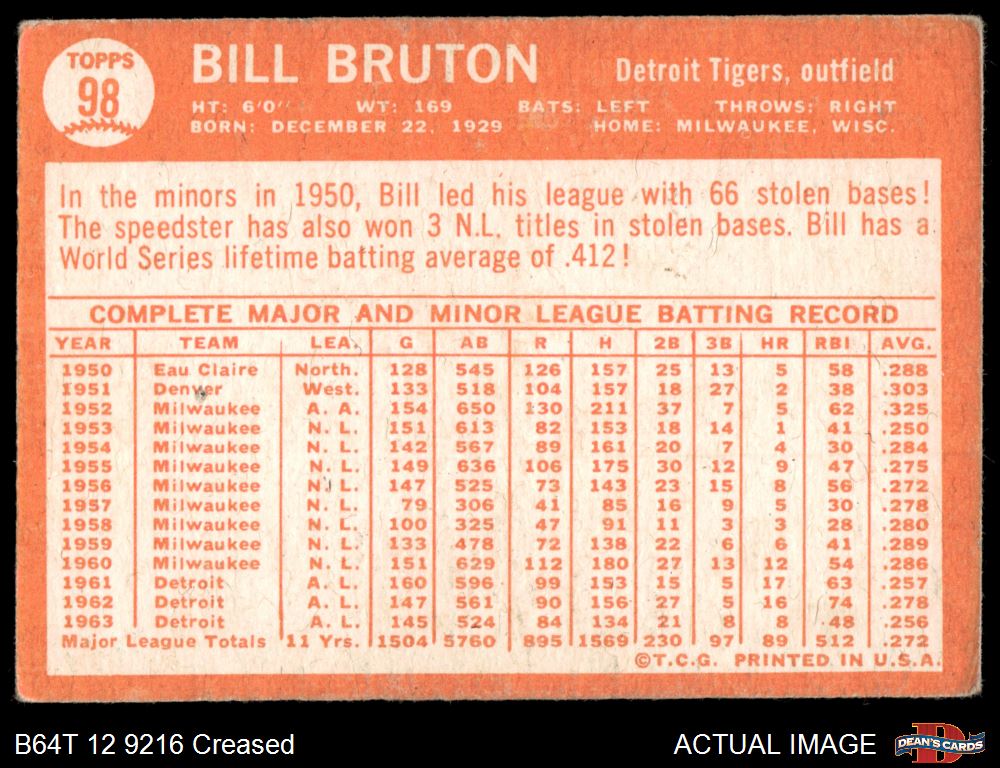 TOPPS
98
BILL BRUTON Detroit Tigers, outfield
HT: 6'0" WT: 169 BATS: LEFT THROWS: RIGHT
BORN: DECEMBER 22, 1929 HOME: MILWAUKEE, WISC.
In the minors in 1950, Bill led his league with 66 stolen bases!
The speedster has also won 3 N.L. titles in stolen bases. Bill has a
World Series lifetime batting average of .412!
COMPLETE MAJOR AND MINOR LEAGUE BATTING RECORD
YEAR TEAM LEA. G AB R H 2B 3B HR RBI AVG.
1950 Eau Claire North. 128 545 126 157 25 13 5 58 .288
1951 Denver West. 133 518 104 157 18 27 2 38 .303
1952 Milwaukee A. A. 154 650 130 211 37 7 5 62 .325
1953 Milwaukee N. L. 151 613 82 153 18 14 1 41 .250
1954 Milwaukee N. L. 142 567 89 161 20 7 4 30 .284
1955 Milwaukee N. L. 149 636 106 175 30 12 9 47 .275
1956 Milwaukee N. L. 147 525 73 143 23 15 8 56 .272
1957 Milwaukee N. L. 79 306 41 85 16 9 5 30 .278
1958 Milwaukee N. L. 100 325 47 91 11 3 3 28 .280
1959 Milwaukee N. L. 133 478 72 138 22 6 6 41 .289
1960 Milwaukee N. L. 151 629 112 180 27 13 12 54 .286
1961 Detroit A. L. 160 596 99 153 15 5 17 63 .257
1962 Detroit A. L. 147 561 90 156 27 5 16 74 .278
1963 Detroit A. L. 145 524 84 134 21 8 8 48 .256
Major League Totals 11 Yrs. 1504 5760 895 1569 230 97 89 512 .272
©T.C.G. PRINTED IN U.S.A.
B64T 12 9216 Creased ACTUAL IMAGE
D
DEAN'S CARDS